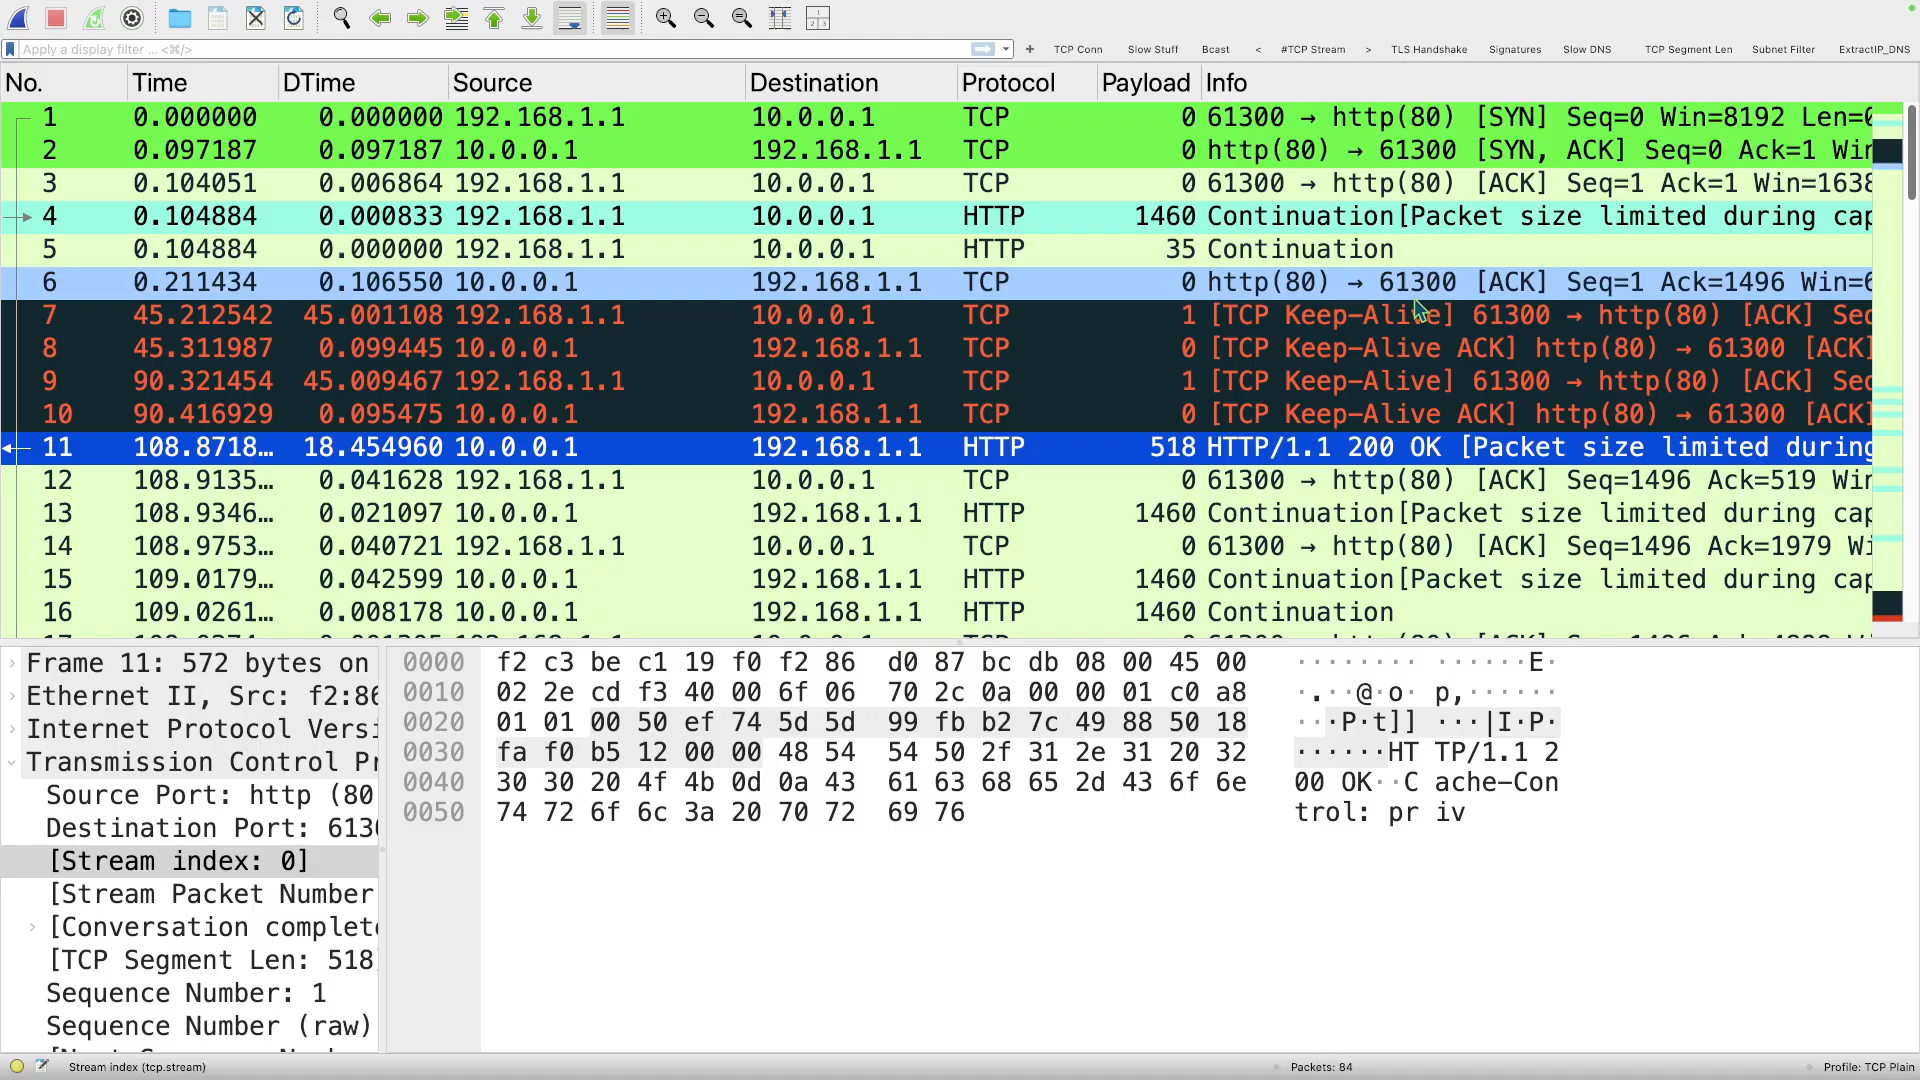 Apply a display filter ... <⌘/>
+ TCP Conn Slow Stuff Bcast < #TCP Stream > TLS Handshake Signatures Slow DNS TCP Segment Len Subnet Filter ExtractIP_DNS
No. Time DTime Source Destination Protocol Payload Info
1 0.000000 0.000000 192.168.1.1 10.0.0.1 TCP 0 61300 → http(80) [SYN] Seq=0 Win=8192 Len=0
2 0.097187 0.097187 10.0.0.1 192.168.1.1 TCP 0 http(80) → 61300 [SYN, ACK] Seq=0 Ack=1 Win
3 0.104051 0.006864 192.168.1.1 10.0.0.1 TCP 0 61300 → http(80) [ACK] Seq=1 Ack=1 Win=1638
4 0.104884 0.000833 192.168.1.1 10.0.0.1 HTTP 1460 Continuation[Packet size limited during cap
5 0.104884 0.000000 192.168.1.1 10.0.0.1 HTTP 35 Continuation
6 0.211434 0.106550 10.0.0.1 192.168.1.1 TCP 0 http(80) → 61300 [ACK] Seq=1 Ack=1496 Win=6
7 45.212542 45.001108 192.168.1.1 10.0.0.1 TCP 1 [TCP Keep-Alive] 61300 → http(80) [ACK] Seq
8 45.311987 0.099445 10.0.0.1 192.168.1.1 TCP 0 [TCP Keep-Alive ACK] http(80) → 61300 [ACK]
9 90.321454 45.009467 192.168.1.1 10.0.0.1 TCP 1 [TCP Keep-Alive] 61300 → http(80) [ACK] Seq
10 90.416929 0.095475 10.0.0.1 192.168.1.1 TCP 0 [TCP Keep-Alive ACK] http(80) → 61300 [ACK]
11 108.8718… 18.454960 10.0.0.1 192.168.1.1 HTTP 518 HTTP/1.1 200 OK [Packet size limited during
12 108.9135… 0.041628 192.168.1.1 10.0.0.1 TCP 0 61300 → http(80) [ACK] Seq=1496 Ack=519 Win
13 108.9346… 0.021097 10.0.0.1 192.168.1.1 HTTP 1460 Continuation[Packet size limited during cap
14 108.9753… 0.040721 192.168.1.1 10.0.0.1 TCP 0 61300 → http(80) [ACK] Seq=1496 Ack=1979 Wi
15 109.0179… 0.042599 10.0.0.1 192.168.1.1 HTTP 1460 Continuation[Packet size limited during cap
16 109.0261… 0.008178 10.0.0.1 192.168.1.1 HTTP 1460 Continuation
Frame 11: 572 bytes on
Ethernet II, Src: f2:86
Internet Protocol Versi
Transmission Control Pr
Source Port: http (80
Destination Port: 6130
[Stream index: 0]
[Stream Packet Number
[Conversation complete
[TCP Segment Len: 518
Sequence Number: 1
Sequence Number (raw)
0000 f2 c3 be c1 19 f0 f2 86 d0 87 bc db 08 00 45 00 ········ ······E·
0010 02 2e cd f3 40 00 6f 06 70 2c 0a 00 00 01 c0 a8 ·.··@·o· p,······
0020 01 01 00 50 ef 74 5d 5d 99 fb b2 7c 49 88 50 18 ···P·t]] ···|I·P·
0030 fa f0 b5 12 00 00 48 54 54 50 2f 31 2e 31 20 32 ······HT TP/1.1 2
0040 30 30 20 4f 4b 0d 0a 43 61 63 68 65 2d 43 6f 6e 00 OK··C ache-Con
0050 74 72 6f 6c 3a 20 70 72 69 76 trol: pr iv
Stream index (tcp.stream) Packets: 84 Profile: TCP Plain